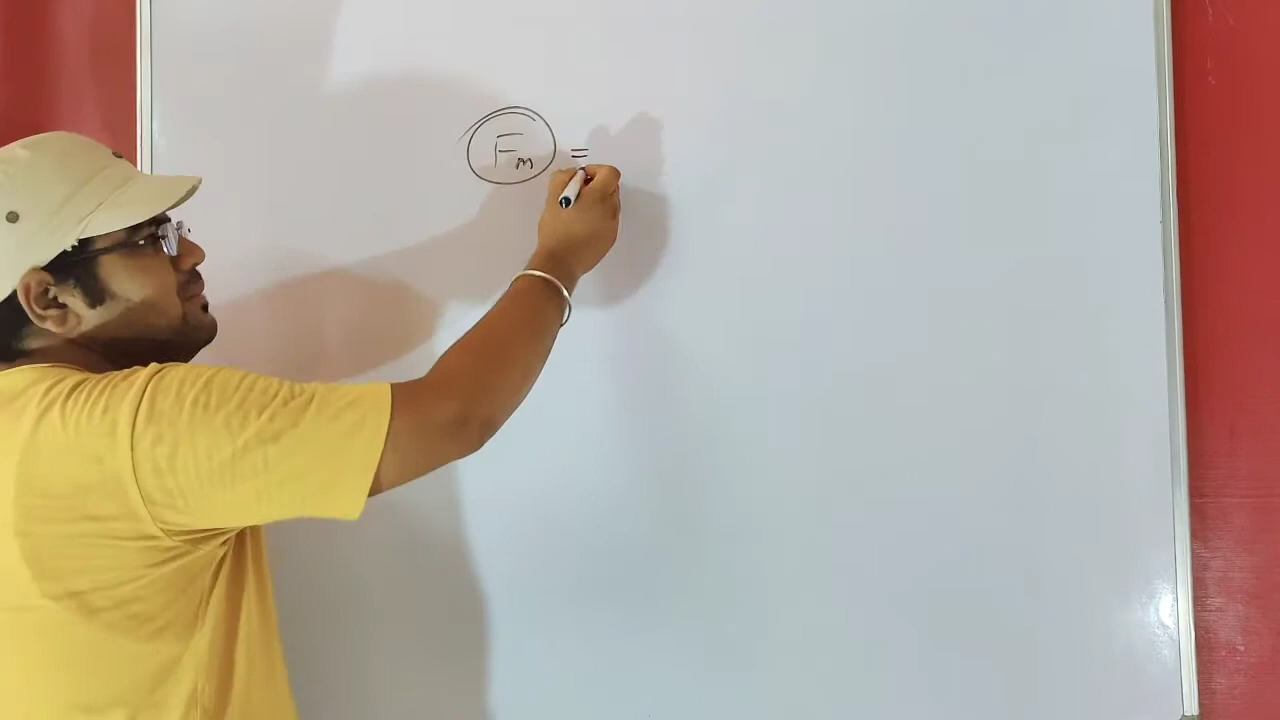 Fm =